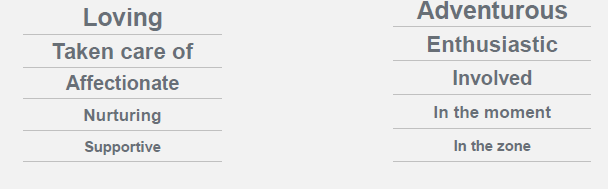 Loving
Taken care of
Affectionate
Nurturing
Supportive
Adventurous
Enthusiastic
Involved
In the moment
In the zone